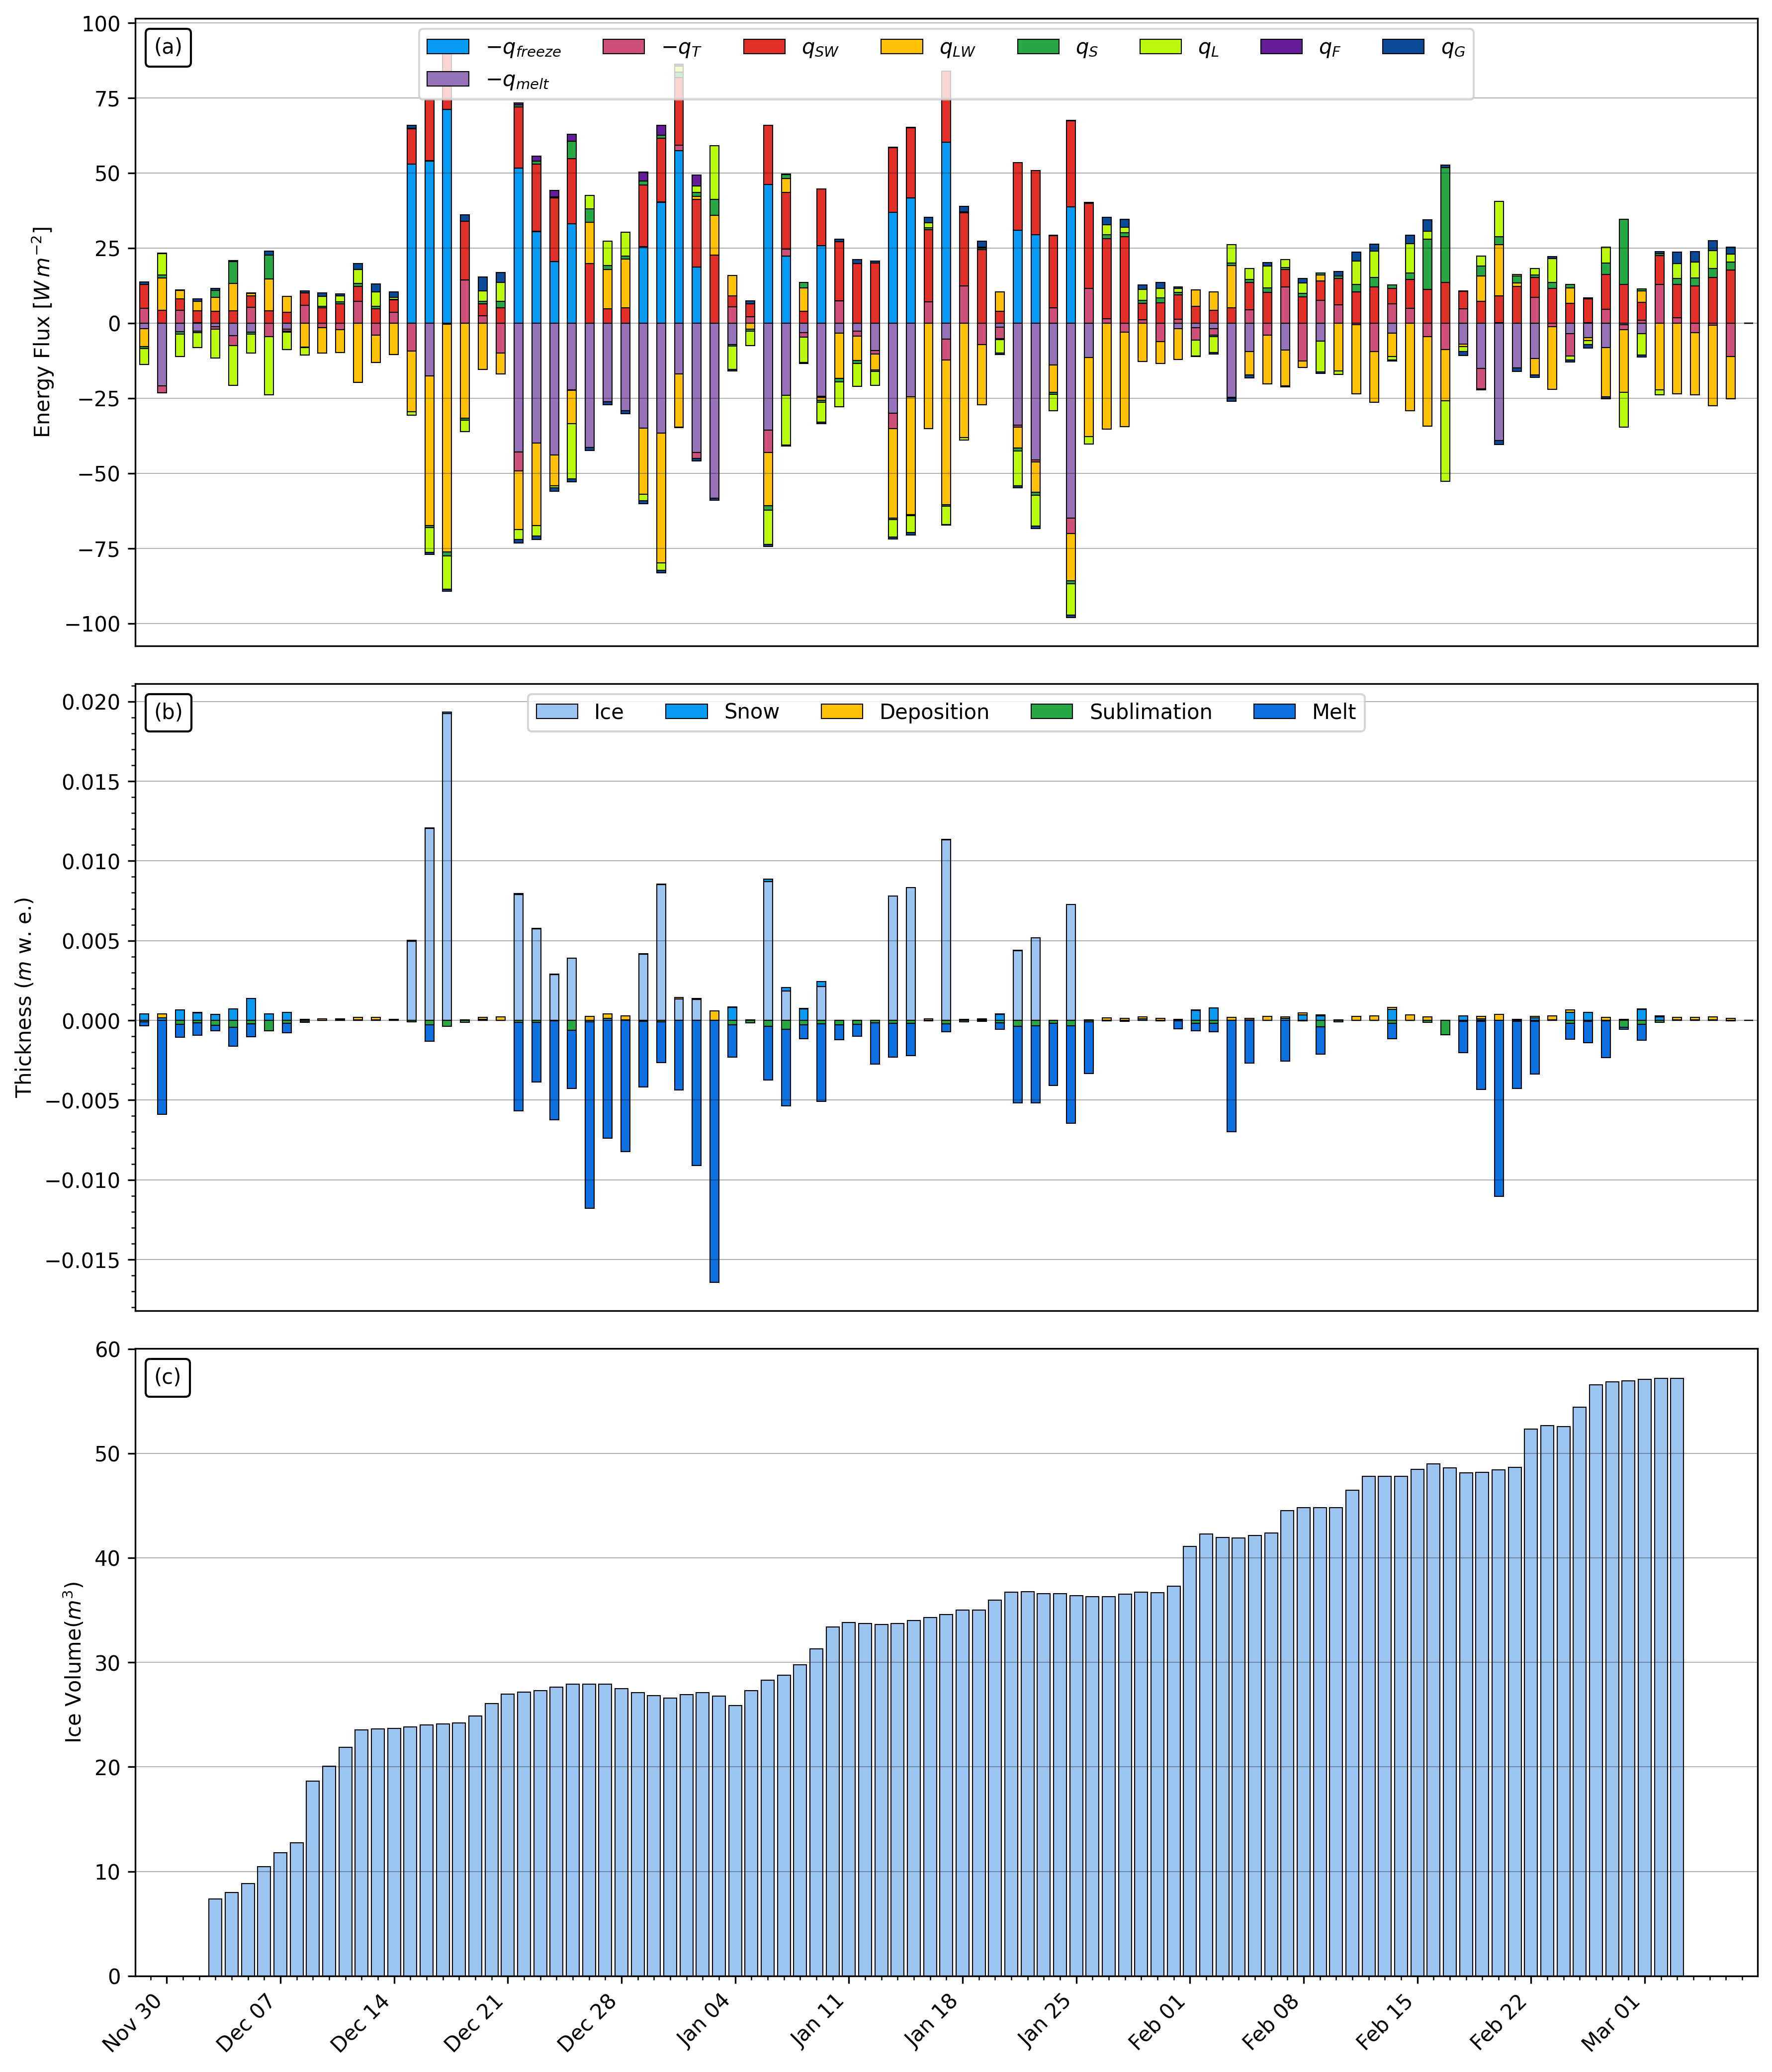 (a)
−q_freeze −q_T q_SW q_LW q_S q_L q_F q_G
−q_melt
100
75
50
25
0
−25
−50
−75
−100
Energy Flux [W m⁻²]
(b)
Ice Snow Deposition Sublimation Melt
0.020
0.015
0.010
0.005
0.000
−0.005
−0.010
−0.015
Thickness (m w. e.)
(c)
60
50
40
30
20
10
0
Ice Volume(m³)
Nov 30 Dec 07 Dec 14 Dec 21 Dec 28 Jan 04 Jan 11 Jan 18 Jan 25 Feb 01 Feb 08 Feb 15 Feb 22 Mar 01